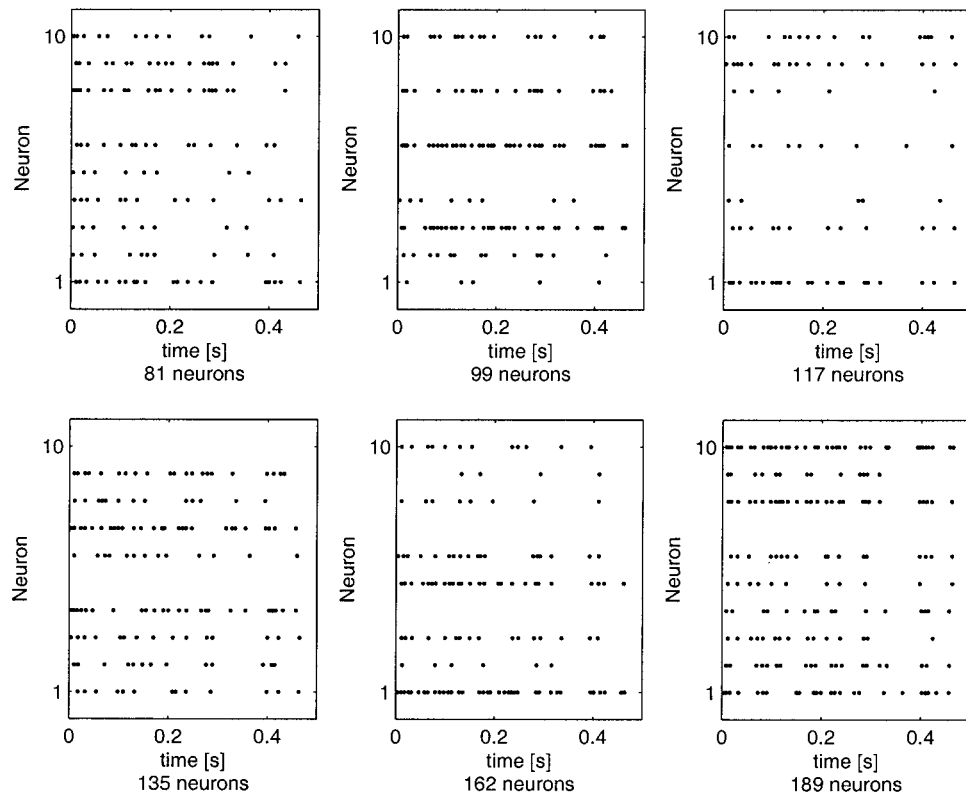 10
Neuron
1
0
0.2
0.4
time [s]
81 neurons
10
Neuron
1
0
0.2
0.4
time [s]
99 neurons
10
Neuron
1
0
0.2
0.4
time [s]
117 neurons
10
Neuron
1
0
0.2
0.4
time [s]
135 neurons
10
Neuron
1
0
0.2
0.4
time [s]
162 neurons
10
Neuron
1
0
0.2
0.4
time [s]
189 neurons